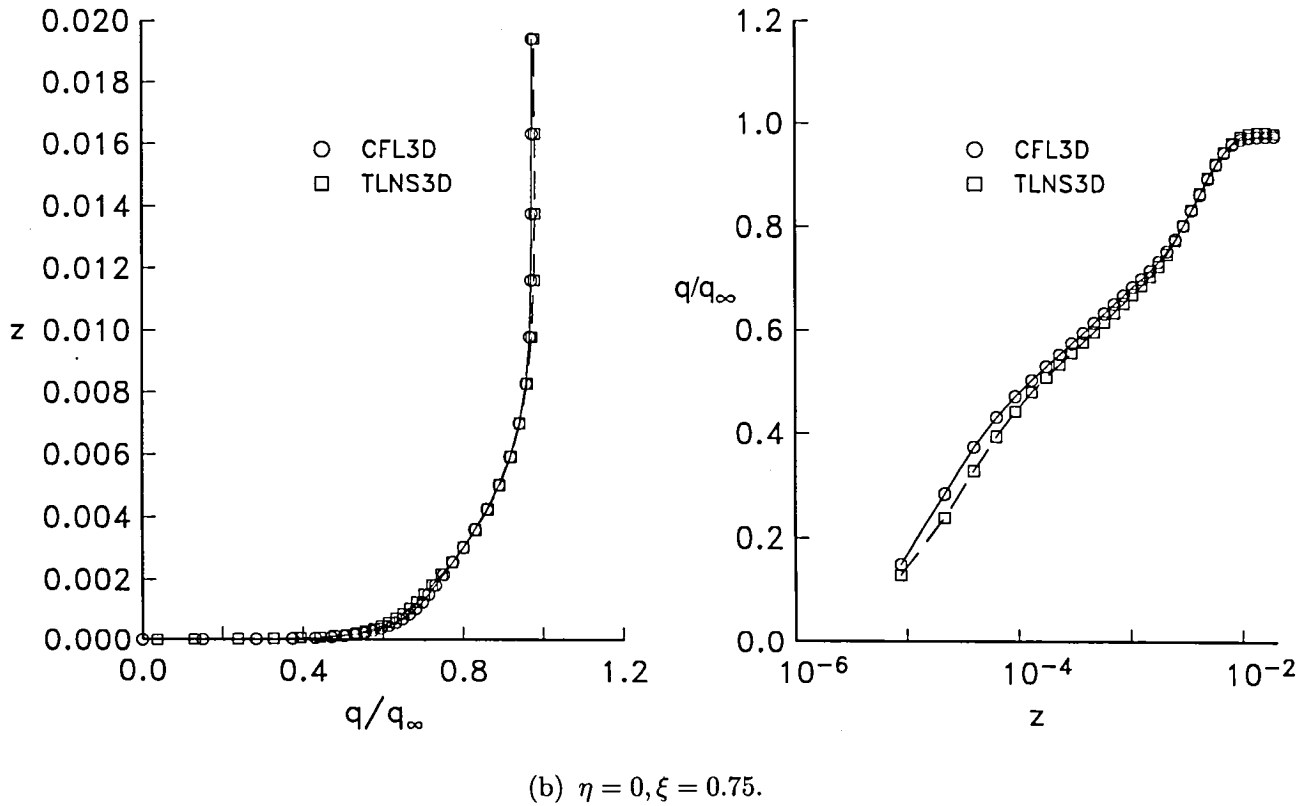 0.020
0.018
0.016
0.014
0.012
0.010
0.008
0.006
0.004
0.002
0.000
z
CFL3D
TLNS3D
0.0 0.4 0.8 1.2
q/q∞
1.2
1.0
0.8
0.6
0.4
0.2
0.0
q/q∞
CFL3D
TLNS3D
10⁻⁶ 10⁻⁴ 10⁻²
z
(b) η = 0, ξ = 0.75.